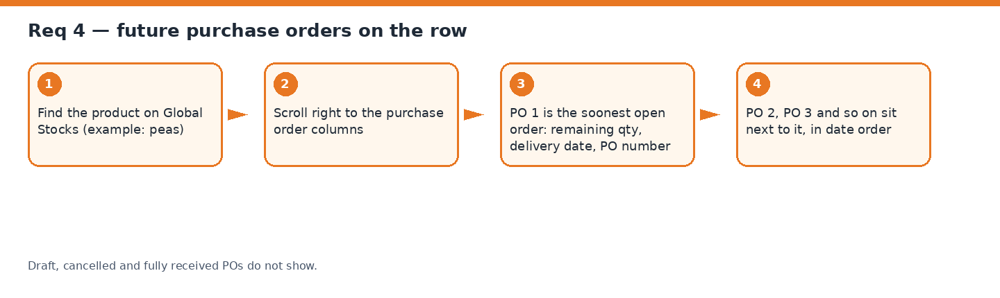 Req 4 — future purchase orders on the row
1
Find the product on Global
Stocks (example: peas)
2
Scroll right to the purchase
order columns
3
PO 1 is the soonest open
order: remaining qty,
delivery date, PO number
4
PO 2, PO 3 and so on sit
next to it, in date order
Draft, cancelled and fully received POs do not show.